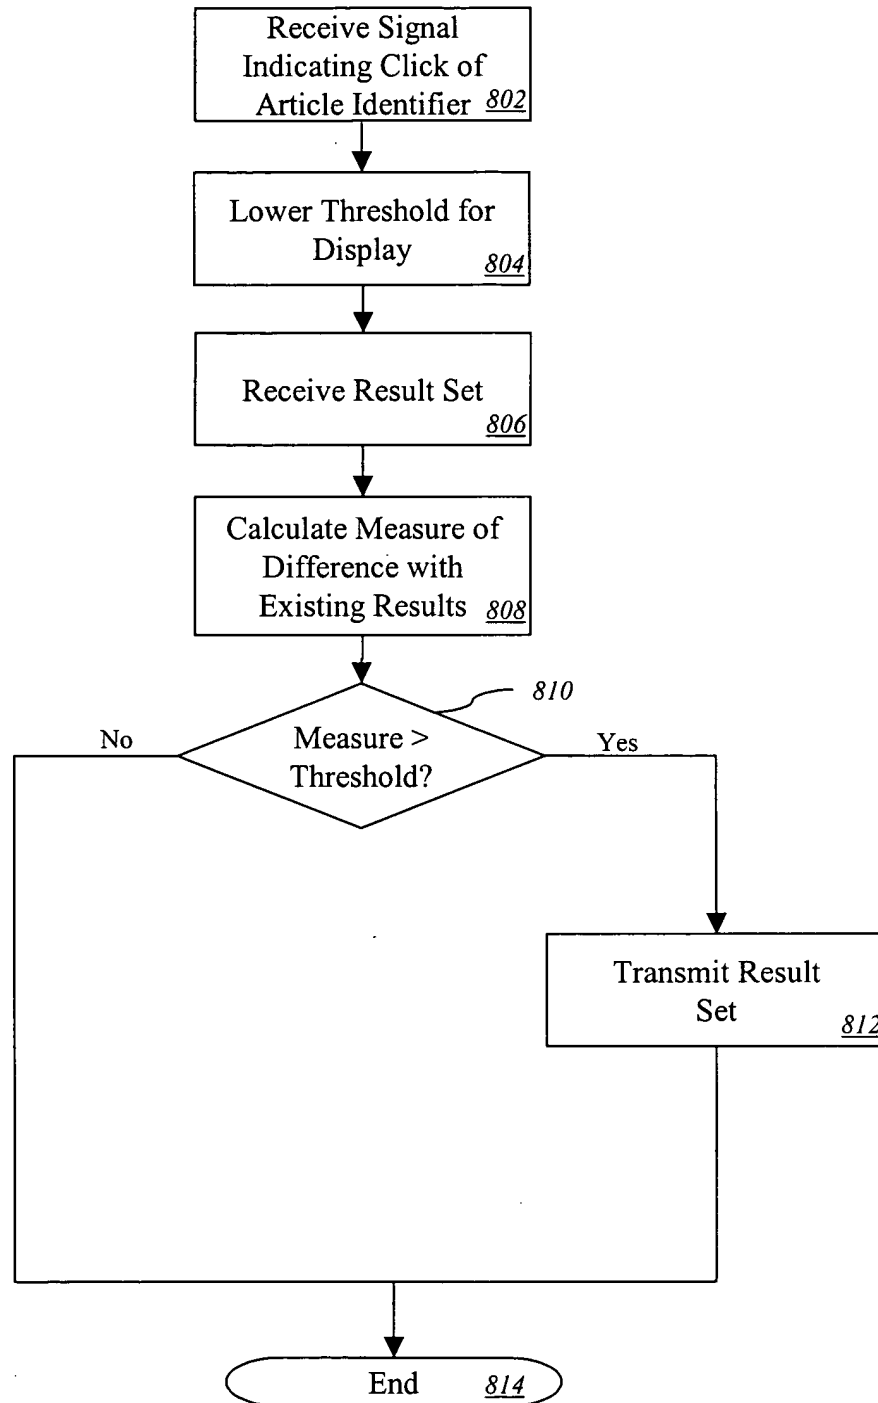 Receive Signal
Indicating Click of
Article Identifier 802
Lower Threshold for
Display
804
Receive Result Set
806
Calculate Measure of
Difference with
Existing Results 808
810
No
Measure >
Threshold?
Yes
Transmit Result
Set
812
End 814